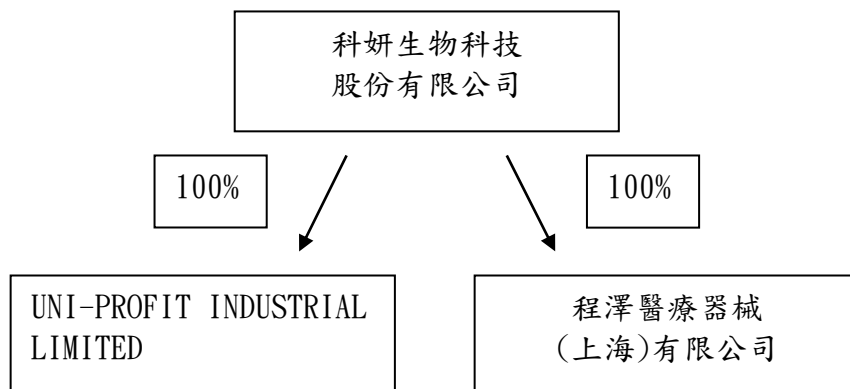 科妍生物科技
股份有限公司
100%
100%
UNI-PROFIT INDUSTRIAL
LIMITED
程澤醫療器械
(上海)有限公司